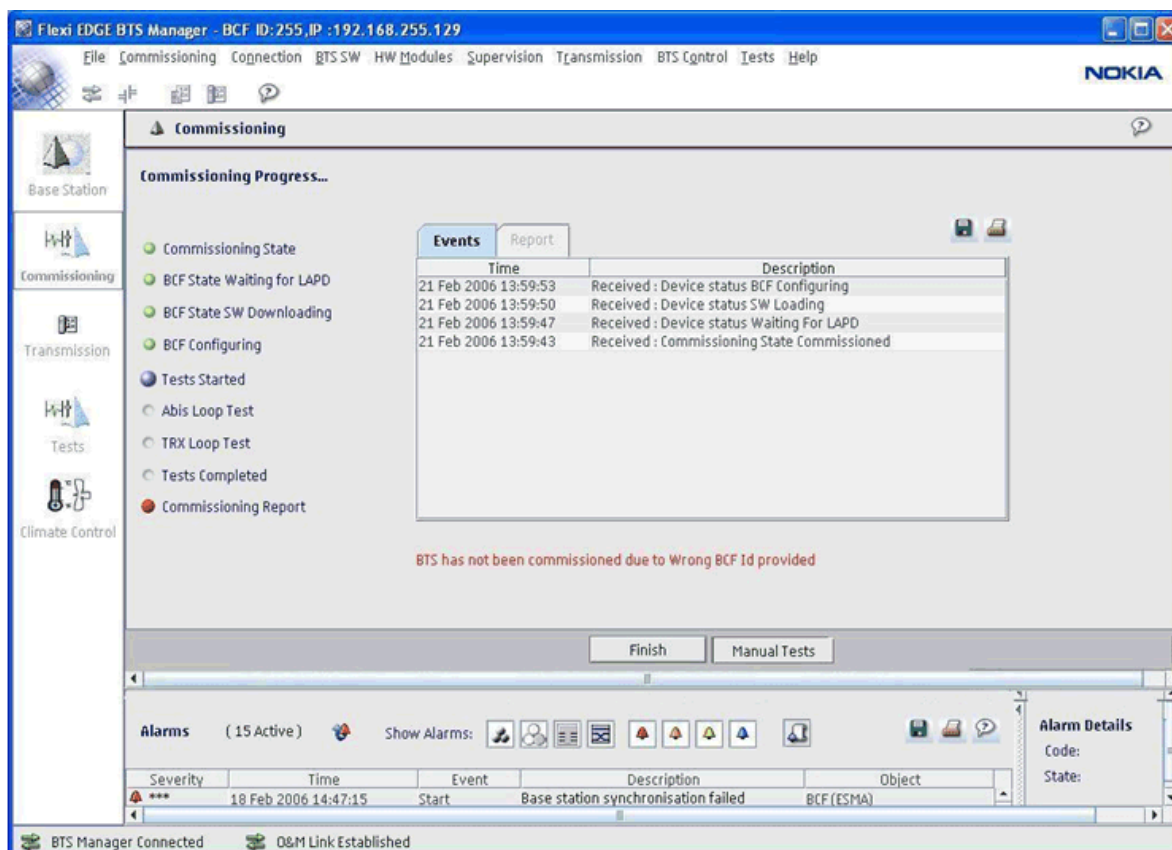 Flexi EDGE BTS Manager - BCF ID:255,IP :192.168.255.129
File Commissioning Connection BTS SW HW Modules Supervision Transmission BTS Control Tests Help
NOKIA
Commissioning
Base Station
Commissioning
Transmission
Tests
Climate Control
Commissioning Progress...
Commissioning State
BCF State Waiting for LAPD
BCF State SW Downloading
BCF Configuring
Tests Started
Abis Loop Test
TRX Loop Test
Tests Completed
Commissioning Report
Events Report
Time Description
21 Feb 2006 13:59:53 Received : Device status BCF Configuring
21 Feb 2006 13:59:50 Received : Device status SW Loading
21 Feb 2006 13:59:47 Received : Device status Waiting For LAPD
21 Feb 2006 13:59:43 Received : Commissioning State Commissioned
BTS has not been commissioned due to Wrong BCF Id provided
Finish Manual Tests
Alarms ( 15 Active ) Show Alarms:
Severity Time Event Description Object
*** 18 Feb 2006 14:47:15 Start Base station synchronisation failed BCF(ESMA)
Alarm Details
Code:
State:
BTS Manager Connected O&M Link Established